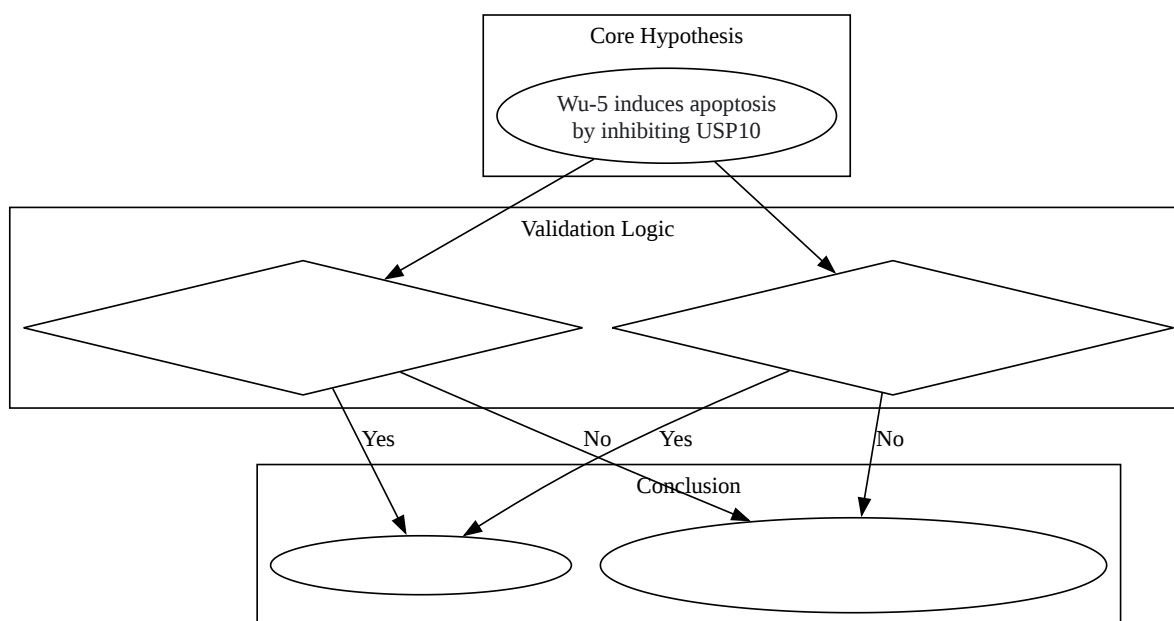 Core Hypothesis
Wu-5 induces apoptosis
by inhibiting USP10
Validation Logic
Yes
No
Yes
No
Conclusion